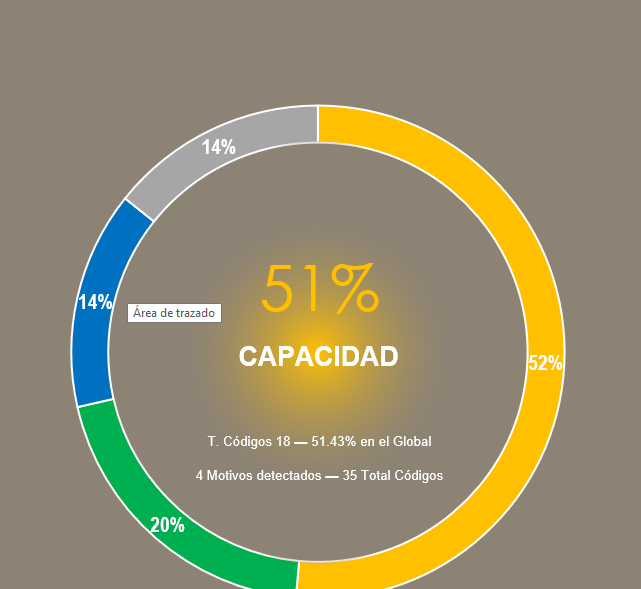 14%
51%
14%
Área de trazado
CAPACIDAD
52%
T. Códigos 18 — 51.43% en el Global
4 Motivos detectados — 35 Total Códigos
20%